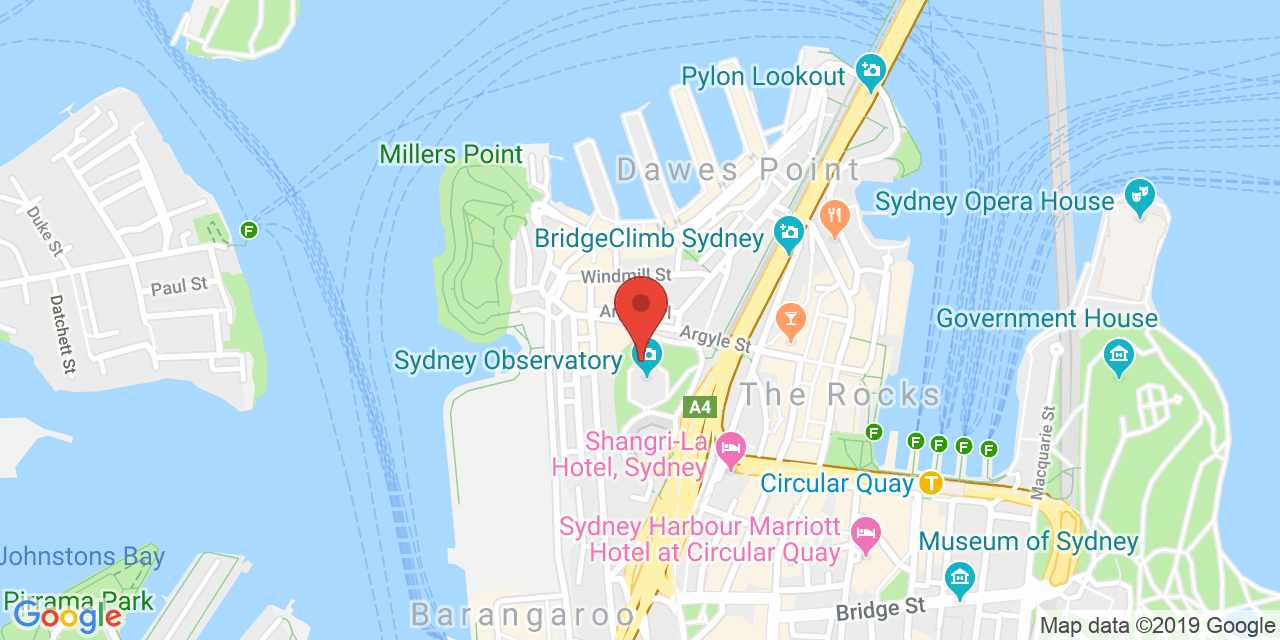 Pylon Lookout
Millers Point
Dawes Point
Sydney Opera House
F
Duke St
BridgeClimb Sydney
Windmill St
Paul St
Datchett St
Argyle St
Government House
Sydney Observatory
The Rocks
A4
F
F
F
F
F
Macquarie St
Shangri-La
Hotel, Sydney
Circular Quay
T
Sydney Harbour Marriott
Hotel at Circular Quay
Museum of Sydney
Johnstons Bay
Pirrama Park
Barangaroo
Bridge St
Google
Map data ©2019 Google